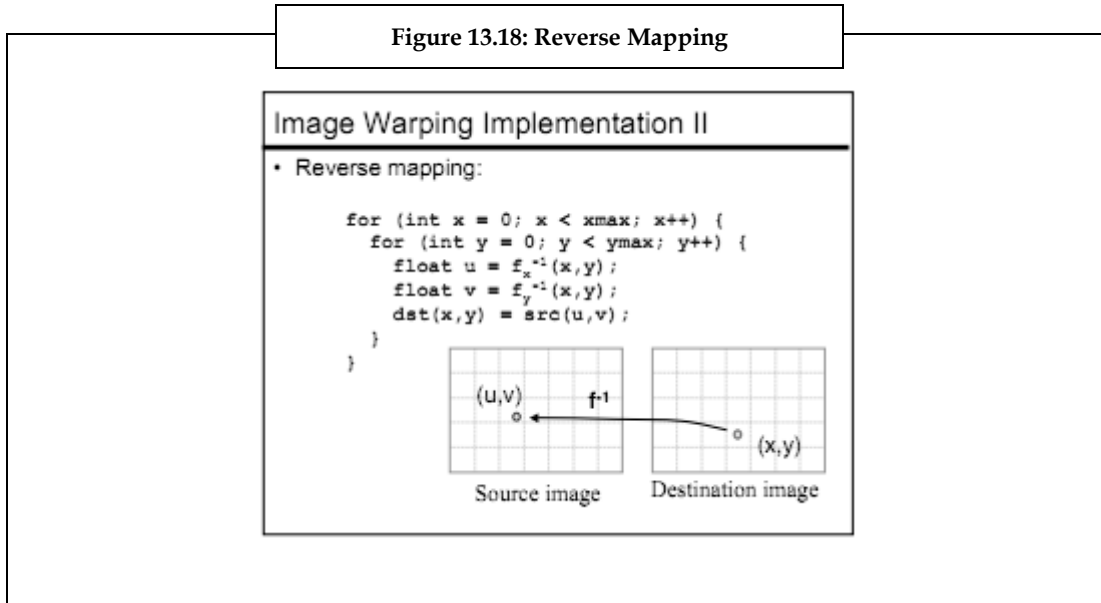 Figure 13.18: Reverse Mapping
Image Warping Implementation II
• Reverse mapping:
for (int x = 0; x < xmax; x++) {
for (int y = 0; y < ymax; y++) {
float u = fₓ⁻¹(x,y);
float v = f_y⁻¹(x,y);
dst(x,y) = src(u,v);
}
}
(u,v)
f⁻¹
(x,y)
Source image
Destination image